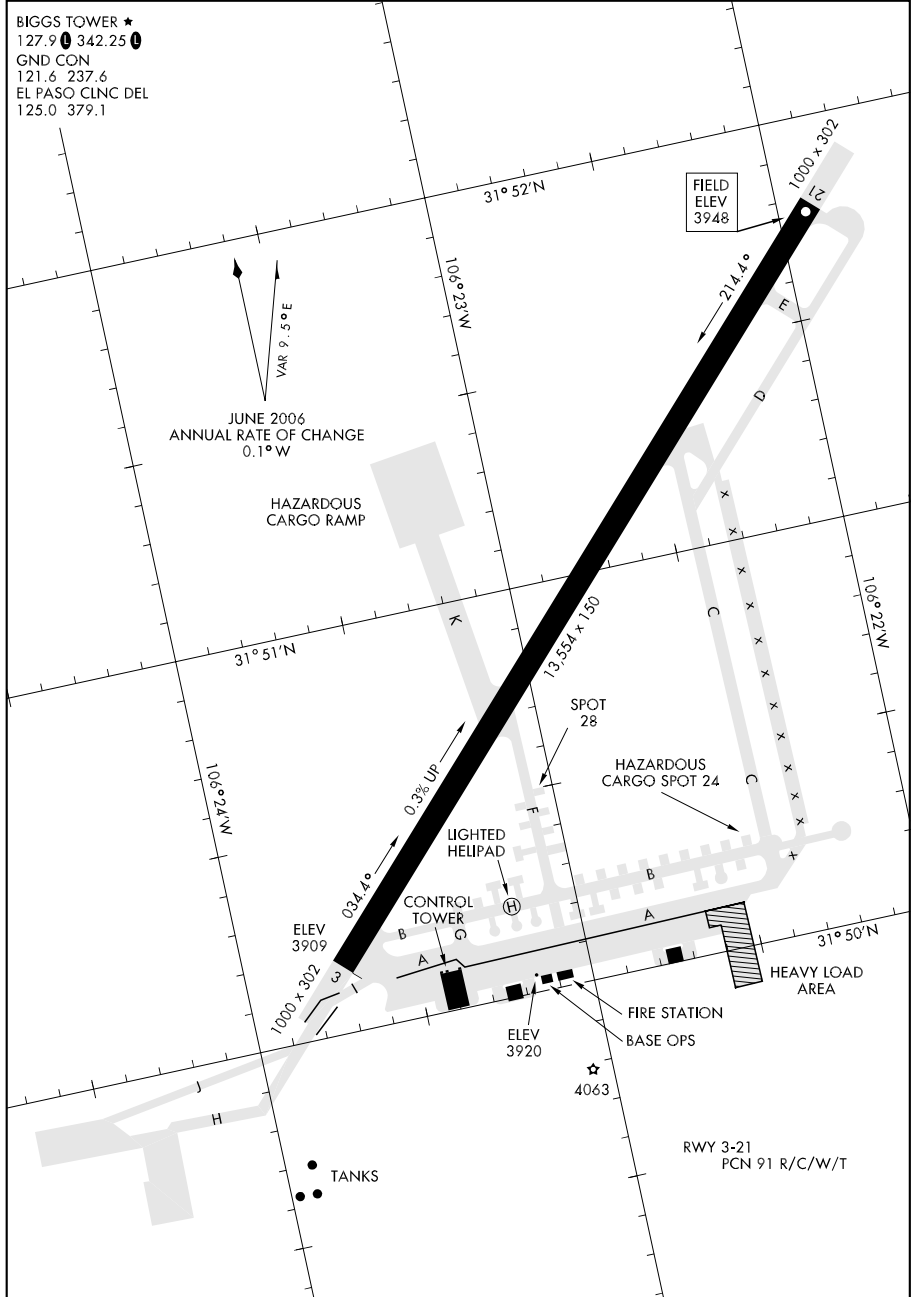 BIGGS TOWER ★
127.9 Ⓛ 342.25 Ⓛ
GND CON
121.6 237.6
EL PASO CLNC DEL
125.0 379.1
1000 x 302
21
FIELD
ELEV
3948
31°52'N
106°23'W
214.4°
VAR 9.5°E
E
JUNE 2006
ANNUAL RATE OF CHANGE
0.1° W
D
HAZARDOUS
CARGO RAMP
K
C
106°22'W
13,554 x 150
31°51'N
SPOT
28
HAZARDOUS
CARGO SPOT 24
C
106°24'W
0.3% UP
F
LIGHTED
HELIPAD
034.4°
B
H
CONTROL
TOWER
A
ELEV
3909
B
G
A
31°50'N
3
I
1000 x 302
HEAVY LOAD
AREA
FIRE STATION
BASE OPS
ELEV
3920
4063
J
H
RWY 3-21
PCN 91 R/C/W/T
TANKS